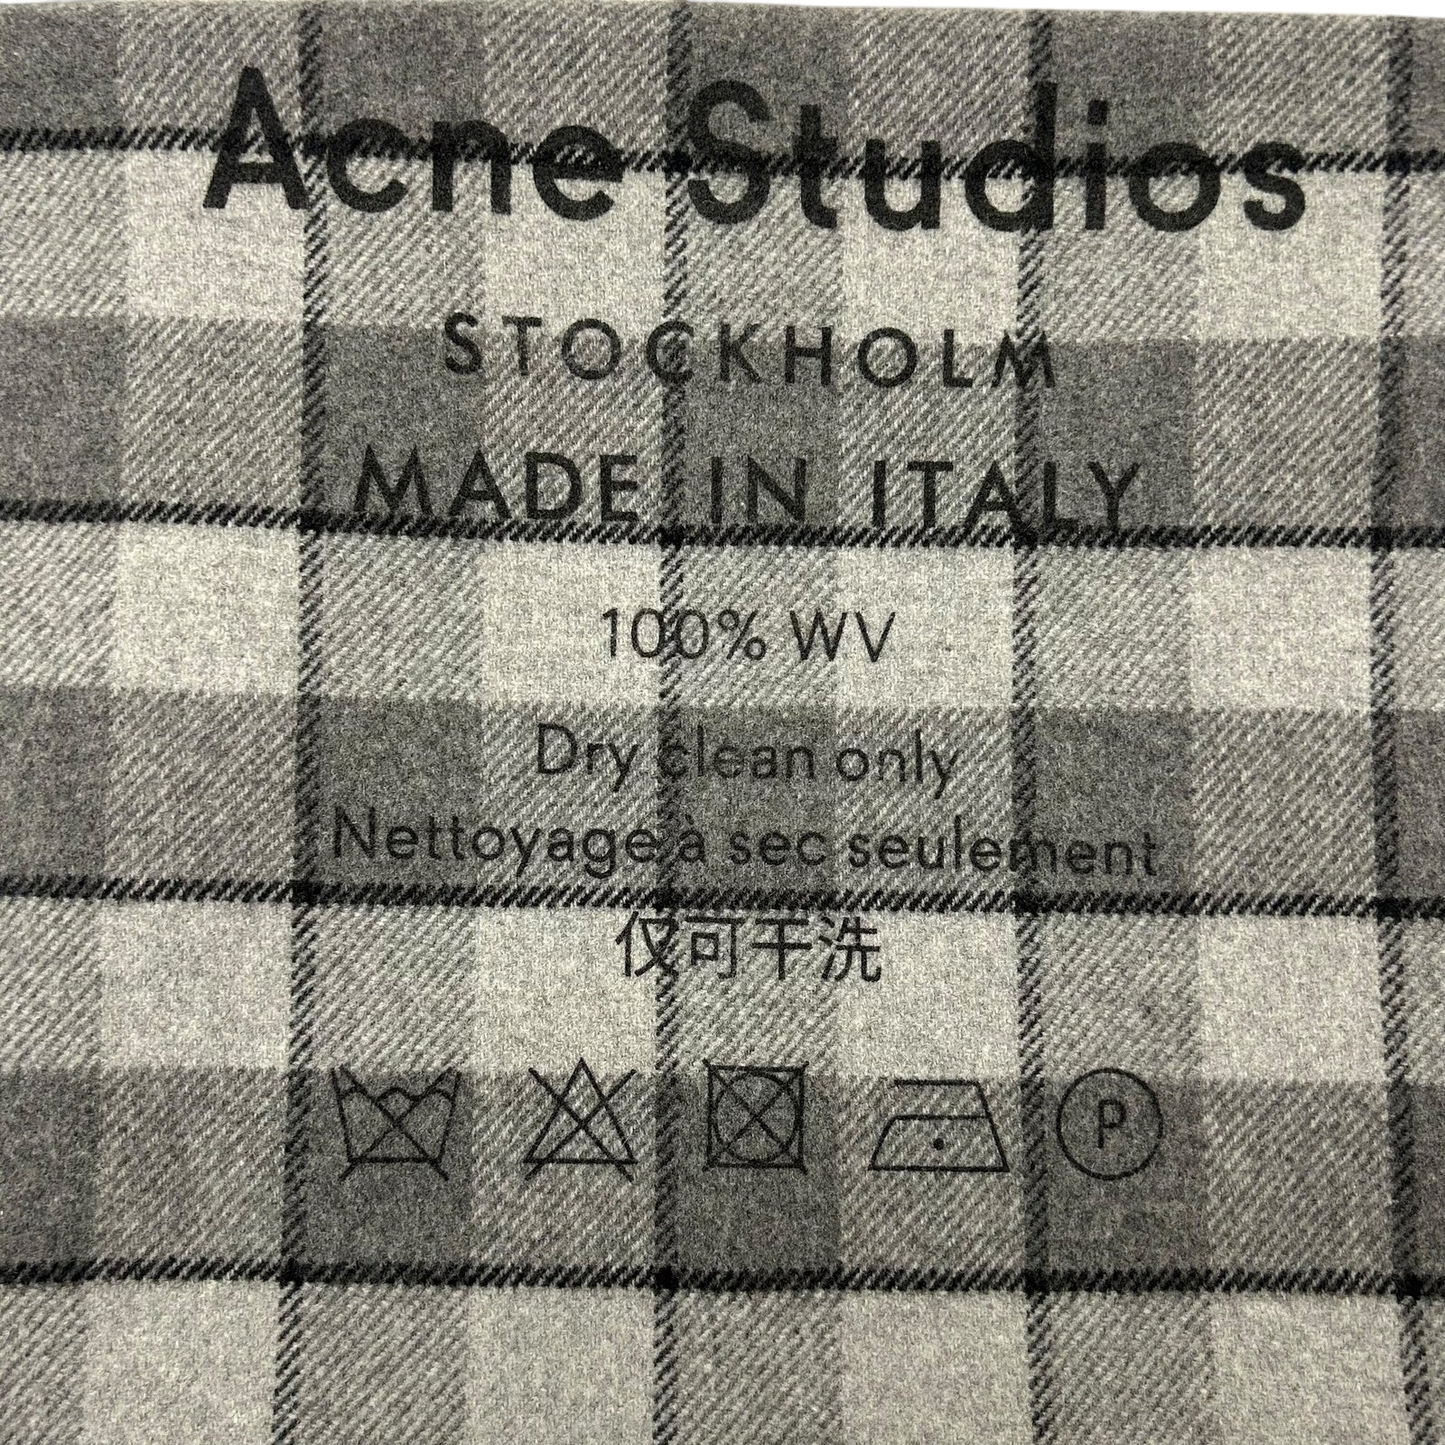 Acne Studios
STOCKHOLM
MADE IN ITALY
100% WV
Dry clean only
Nettoyage à sec seulement
仅可干洗
P